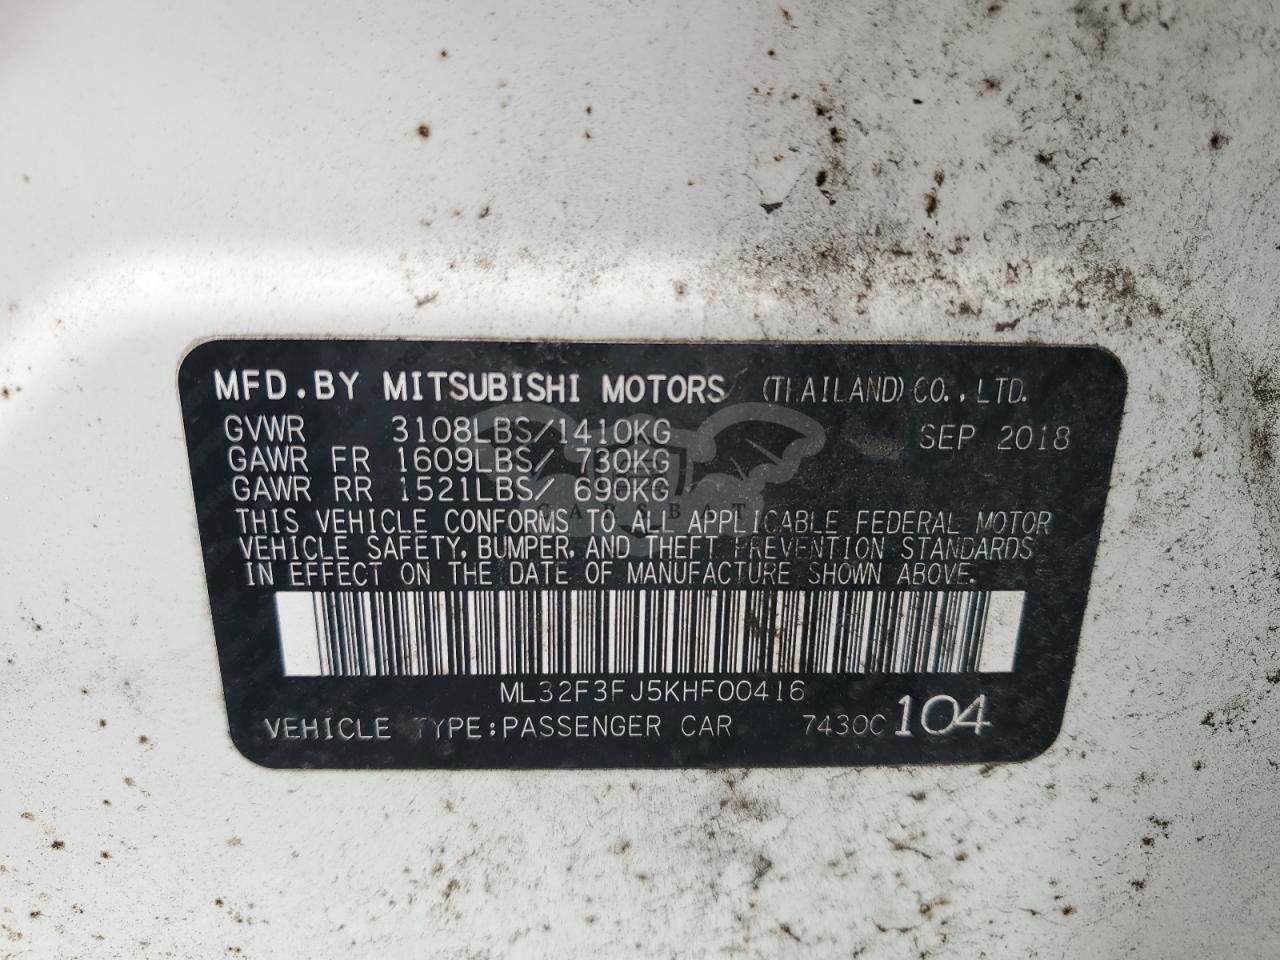 MFD.BY MITSUBISHI MOTORS (THAILAND) CO., LTD.
GVWR 3108LBS/1410KG SEP 2018
GAWR FR 1609LBS/ 730KG
GAWR RR 1521LBS/ 690KG
CARSBAT
THIS VEHICLE CONFORMS TO ALL APPLICABLE FEDERAL MOTOR
VEHICLE SAFETY, BUMPER, AND THEFT PREVENTION STANDARDS
IN EFFECT ON THE DATE OF MANUFACTURE SHOWN ABOVE.
ML32F3FJ5KHF00416
VEHICLE TYPE:PASSENGER CAR 7430C 104